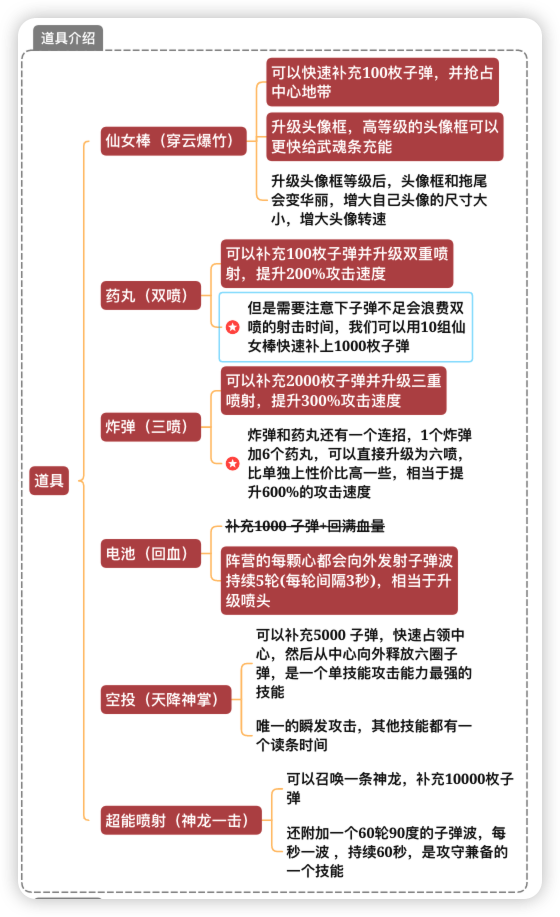 道具介绍
道具
仙女棒（穿云爆竹）
可以快速补充100枚子弹，并抢占
中心地带
升级头像框，高等级的头像框可以
更快给武魂条充能
升级头像框等级后，头像框和拖尾
会变华丽，增大自己头像的尺寸大
小，增大头像转速
药丸（双喷）
可以补充100枚子弹并升级双重喷
射，提升200%攻击速度
但是需要注意下子弹不足会浪费双
喷的射击时间，我们可以用10组仙
女棒快速补上1000枚子弹
炸弹（三喷）
可以补充2000枚子弹并升级三重
喷射，提升300%攻击速度
炸弹和药丸还有一个连招，1个炸弹
加6个药丸，可以直接升级为六喷，
比单独上性价比高一些，相当于提
升600%的攻击速度
电池（回血）
补充1000 子弹+回满血量
阵营的每颗心都会向外发射子弹波
持续5轮(每轮间隔3秒)，相当于升
级喷头
空投（天降神掌）
可以补充5000 子弹，快速占领中
心，然后从中心向外释放六圈子
弹，是一个单技能攻击能力最强的
技能
唯一的瞬发攻击，其他技能都有一
个读条时间
超能喷射（神龙一击）
可以召唤一条神龙，补充10000枚子
弹
还附加一个60轮90度的子弹波，每
秒一波 ，持续60秒，是攻守兼备的
一个技能